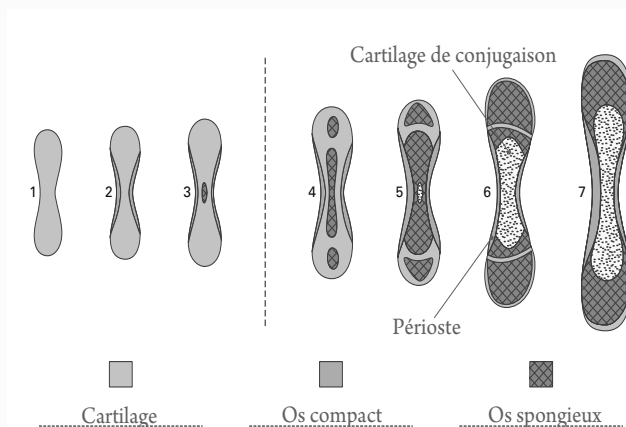 Cartilage de conjugaison
1
2
3
4
5
6
7
Périoste
Cartilage
Os compact
Os spongieux